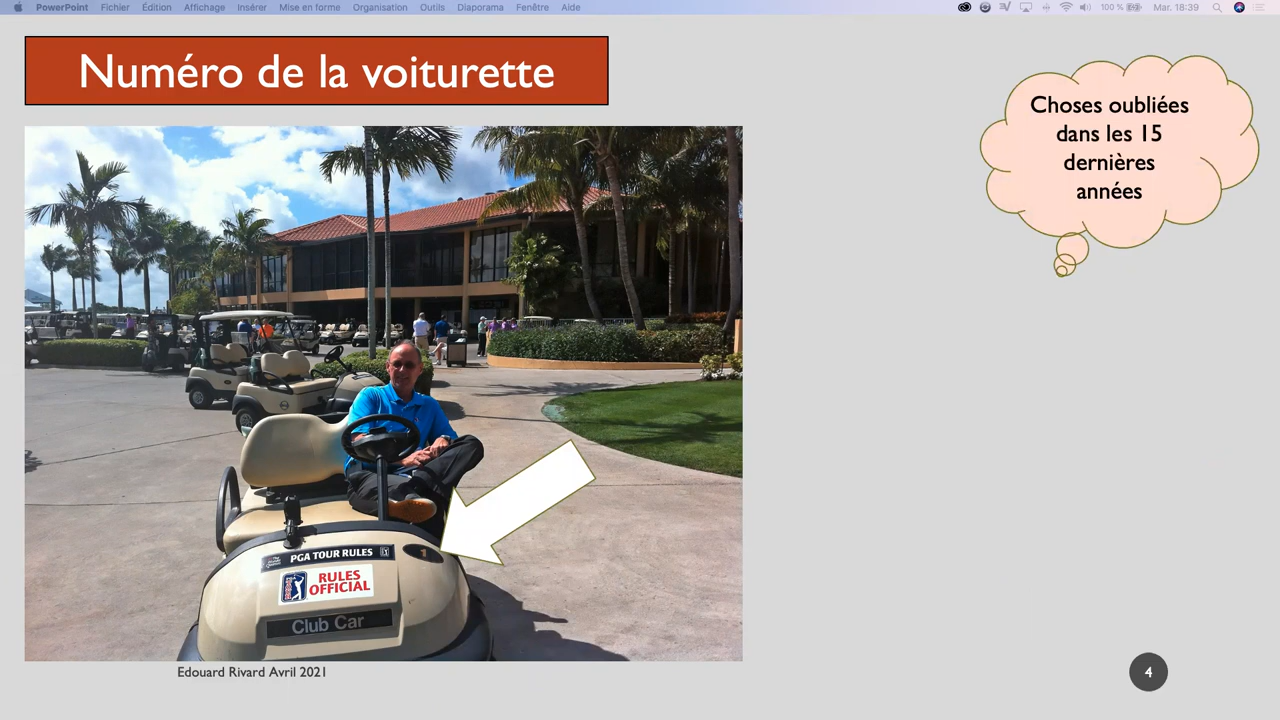 PowerPoint Fichier Édition Affichage Insérer Mise en forme Organisation Outils Diaporama Fenêtre Aide 100 % Mar. 18:39
Numéro de la voiturette
Choses oubliées
dans les 15
dernières
années
1
PGA TOUR RULES
RULES
OFFICIAL
Club Car
Edouard Rivard Avril 2021
4